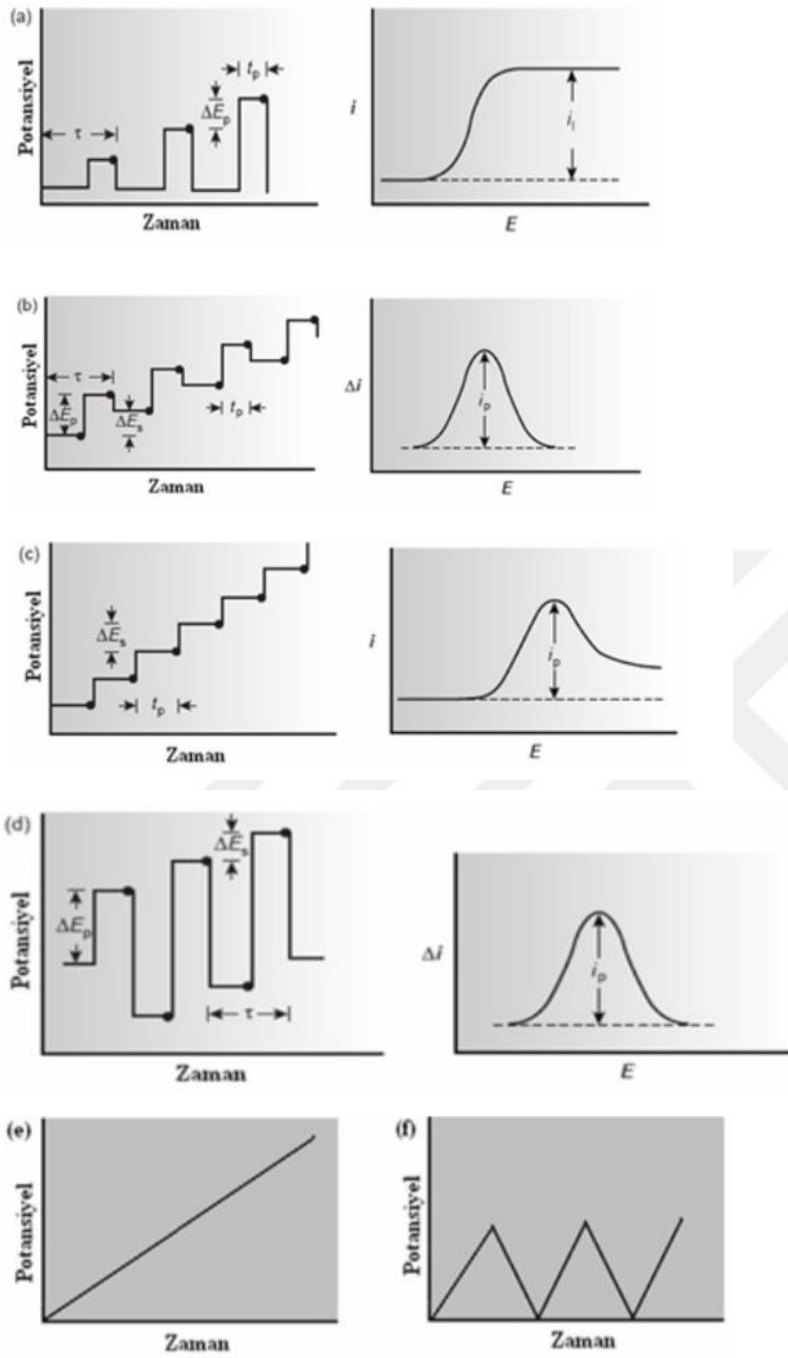 (a)
Potansiyel
τ
ΔEp
tp
Zaman
i
il
E
(b)
Potansiyel
τ
ΔEp
ΔEs
tp
Zaman
Δi
ip
E
(c)
Potansiyel
ΔEs
tp
Zaman
i
ip
E
(d)
Potansiyel
ΔEp
ΔEs
τ
Zaman
Δi
ip
E
(e)
Potansiyel
Zaman
(f)
Potansiyel
Zaman